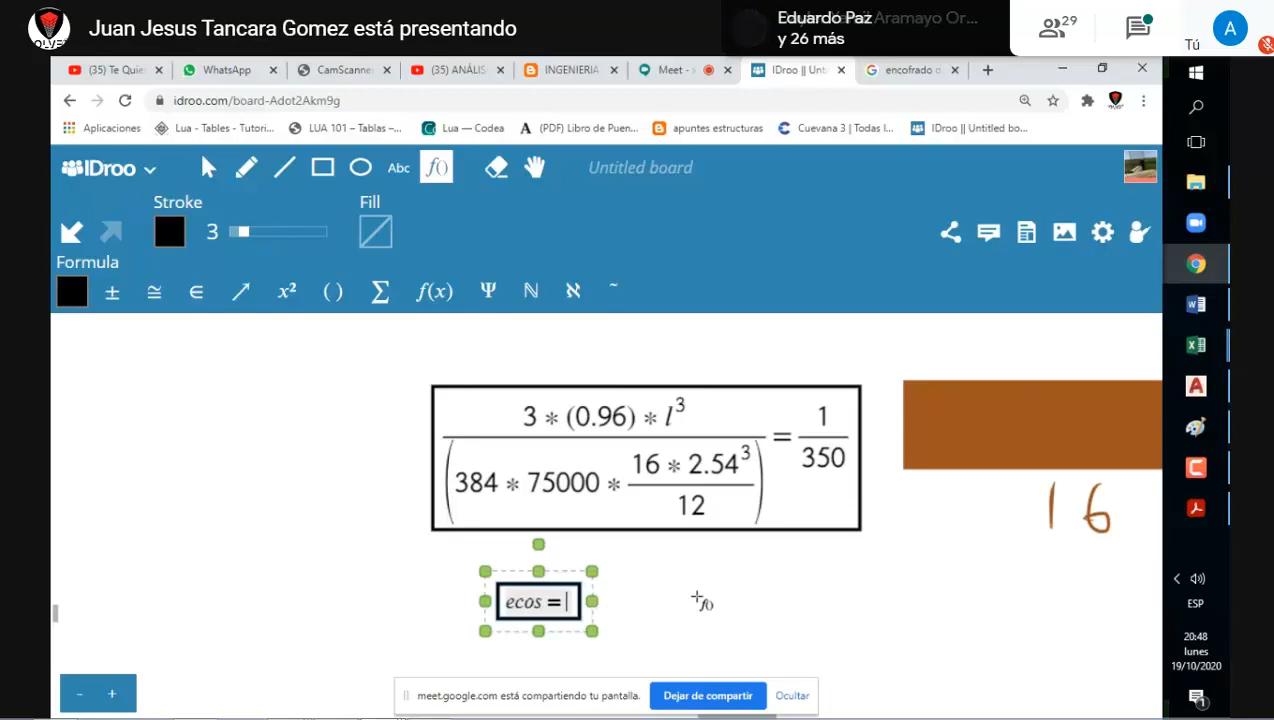 Juan Jesus Tancara Gomez está presentando
Eduardo Paz
y 26 más
29
A
Tú
(35) Te Quie
WhatsApp
CamScanne
(35) ANÁLIS
INGENIERIA
Meet -
IDroo || Unt
encofrado d
idroo.com/board-Adot2Akm9g
Aplicaciones
Lua - Tables - Tutori...
LUA 101 – Tablas –...
Lua — Codea
(PDF) Libro de Puen...
apuntes estructuras
Cuevana 3 | Todas l...
IDroo || Untitled bo...
IDroo
Abc
f()
Untitled board
Stroke
Fill
3
Formula
± ≅ ∈ x² ( ) ∑ f(x) Ψ ℕ ℵ ~
3 ∗ (0.96) ∗ l³
384 ∗ 75000 ∗ 16 ∗ 2.54³
12
= 1
350
16
ecos =
f()
- +
meet.google.com está compartiendo tu pantalla.
Dejar de compartir
Ocultar
ESP
20:48
lunes
19/10/2020
1